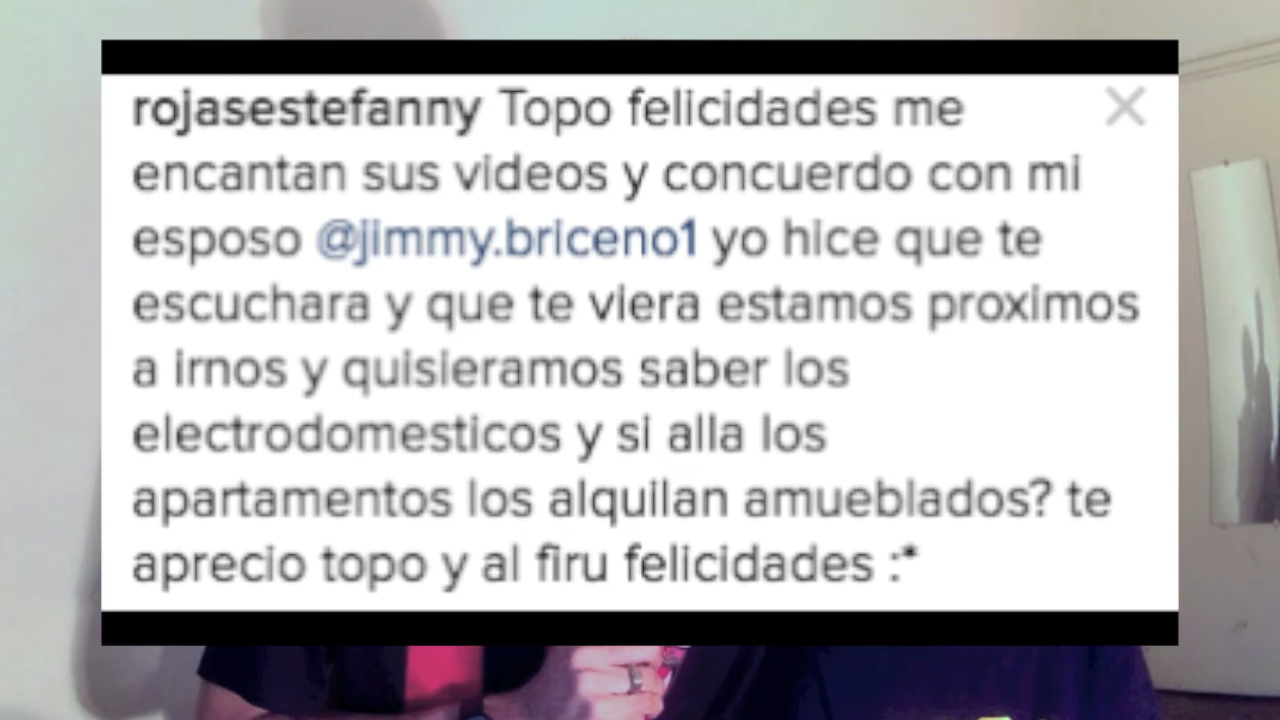 rojasestefanny Topo felicidades me
encantan sus videos y concuerdo con mi
esposo @jimmy.briceno1 yo hice que te
escuchara y que te viera estamos proximos
a irnos y quisieramos saber los
electrodomesticos y si alla los
apartamentos los alquilan amueblados? te
aprecio topo y al firu felicidades :*